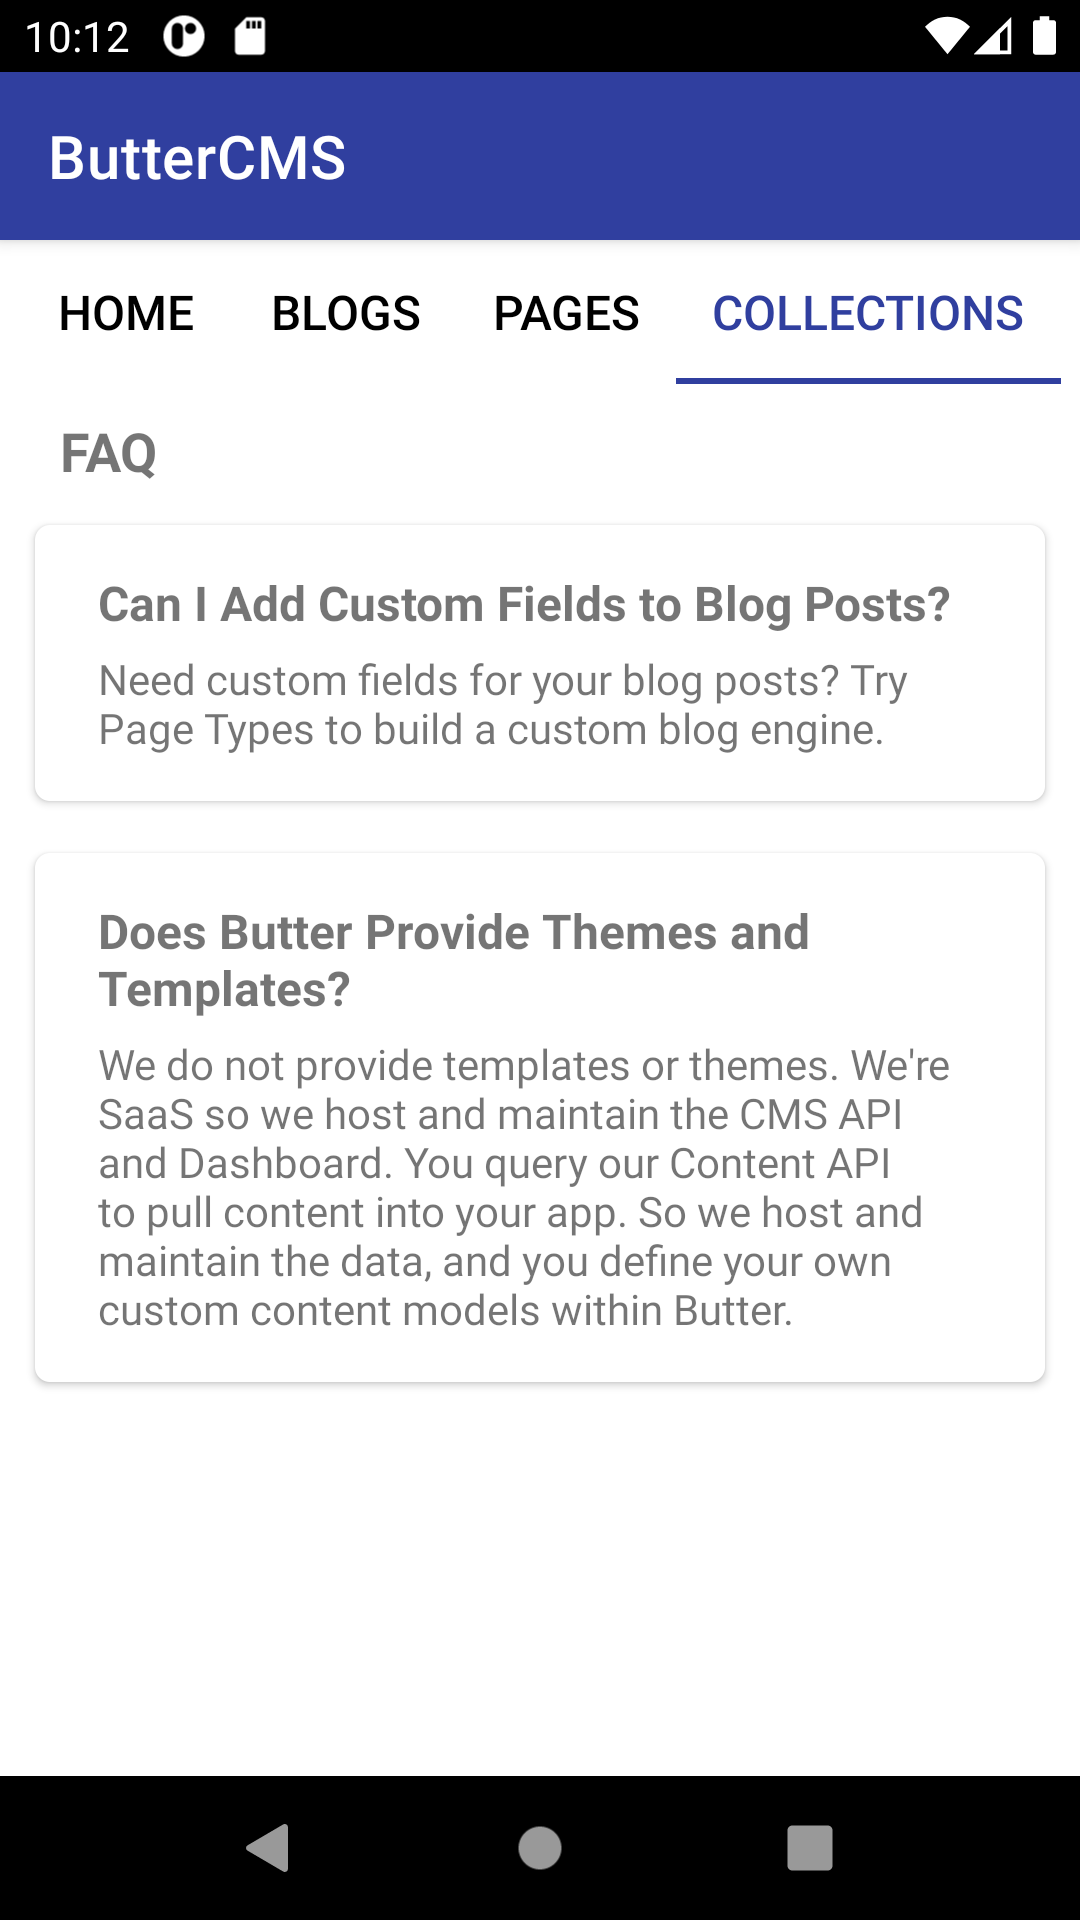 10:12
ButterCMS
HOME BLOGS PAGES COLLECTIONS
FAQ
Can I Add Custom Fields to Blog Posts?
Need custom fields for your blog posts? Try
Page Types to build a custom blog engine.
Does Butter Provide Themes and
Templates?
We do not provide templates or themes. We're
SaaS so we host and maintain the CMS API
and Dashboard. You query our Content API
to pull content into your app. So we host and
maintain the data, and you define your own
custom content models within Butter.